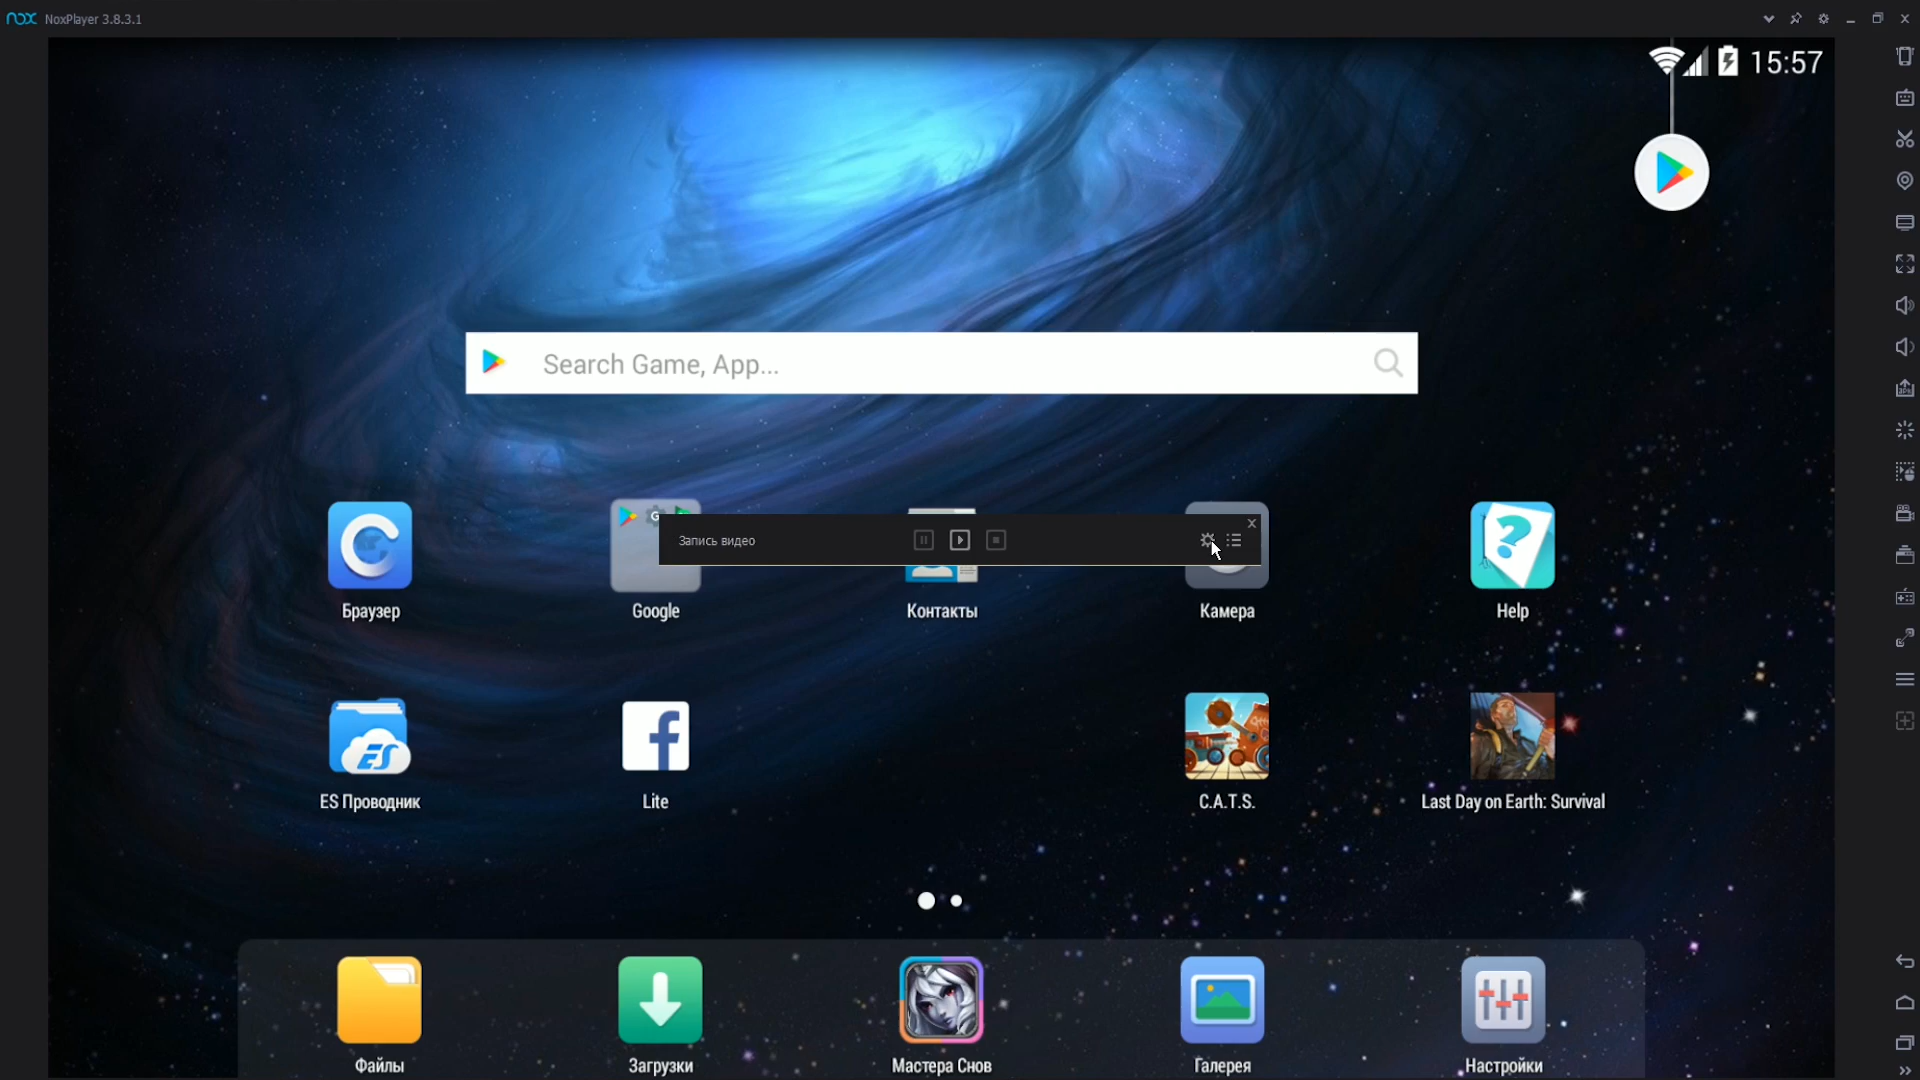 nox NoxPlayer 3.8.3.1
15:57
Search Game, App...
Запись видео
Браузер
Google
Контакты
Камера
Help
ES Проводник
Lite
C.A.T.S.
Last Day on Earth: Survival
Файлы
Загрузки
Мастера Снов
Галерея
Настройки